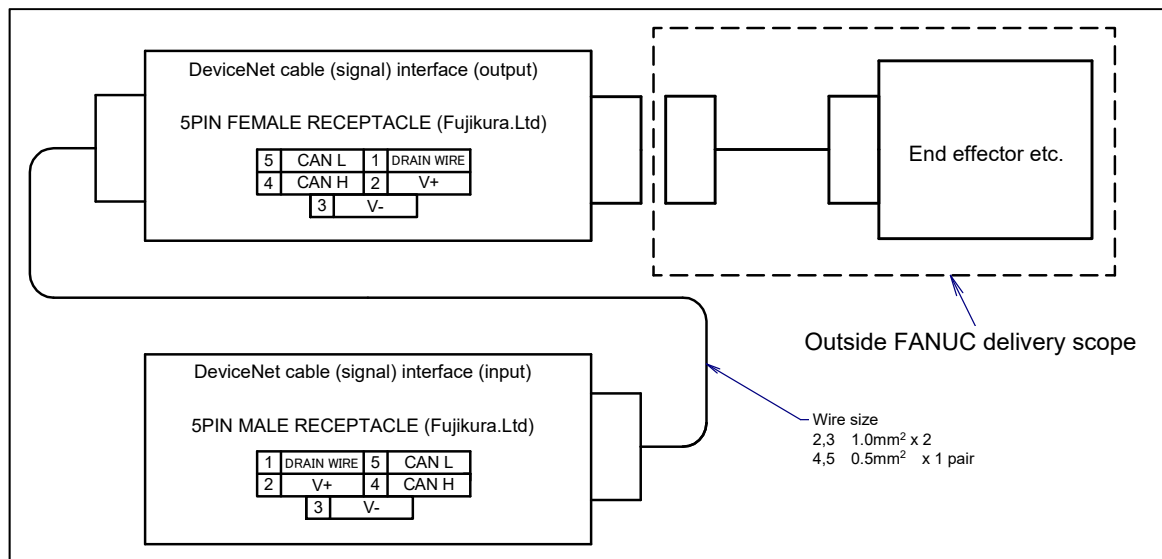 DeviceNet cable (signal) interface (output)
5PIN FEMALE RECEPTACLE (Fujikura.Ltd)
5 CAN L 1 DRAIN WIRE
4 CAN H 2 V+
3 V-
End effector etc.
Outside FANUC delivery scope
DeviceNet cable (signal) interface (input)
5PIN MALE RECEPTACLE (Fujikura.Ltd)
1 DRAIN WIRE 5 CAN L
2 V+ 4 CAN H
3 V-
Wire size
2,3 1.0mm² x 2
4,5 0.5mm² x 1 pair